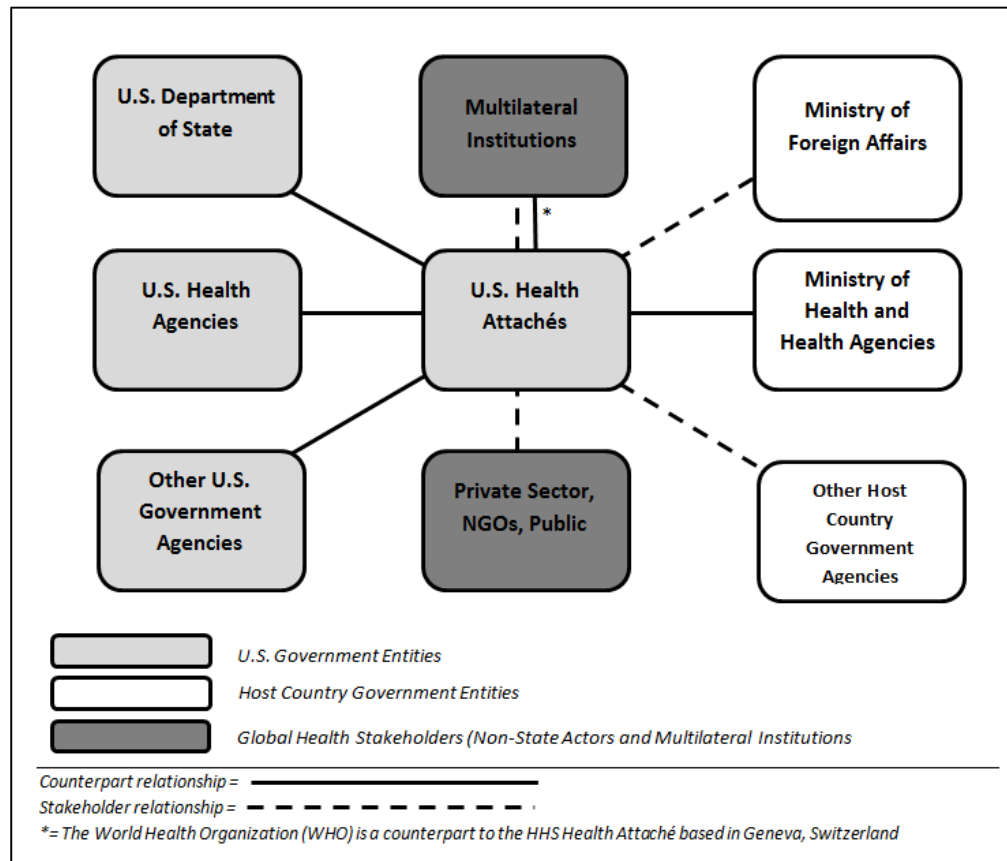 U.S. Department
of State
Multilateral
Institutions
Ministry of
Foreign Affairs
*
U.S. Health
Agencies
U.S. Health
Attachés
Ministry of
Health and
Health Agencies
Other U.S.
Government
Agencies
Private Sector,
NGOs, Public
Other Host
Country
Government
Agencies
U.S. Government Entities
Host Country Government Entities
Global Health Stakeholders (Non-State Actors and Multilateral Institutions
Counterpart relationship =
Stakeholder relationship =
*= The World Health Organization (WHO) is a counterpart to the HHS Health Attaché based in Geneva, Switzerland